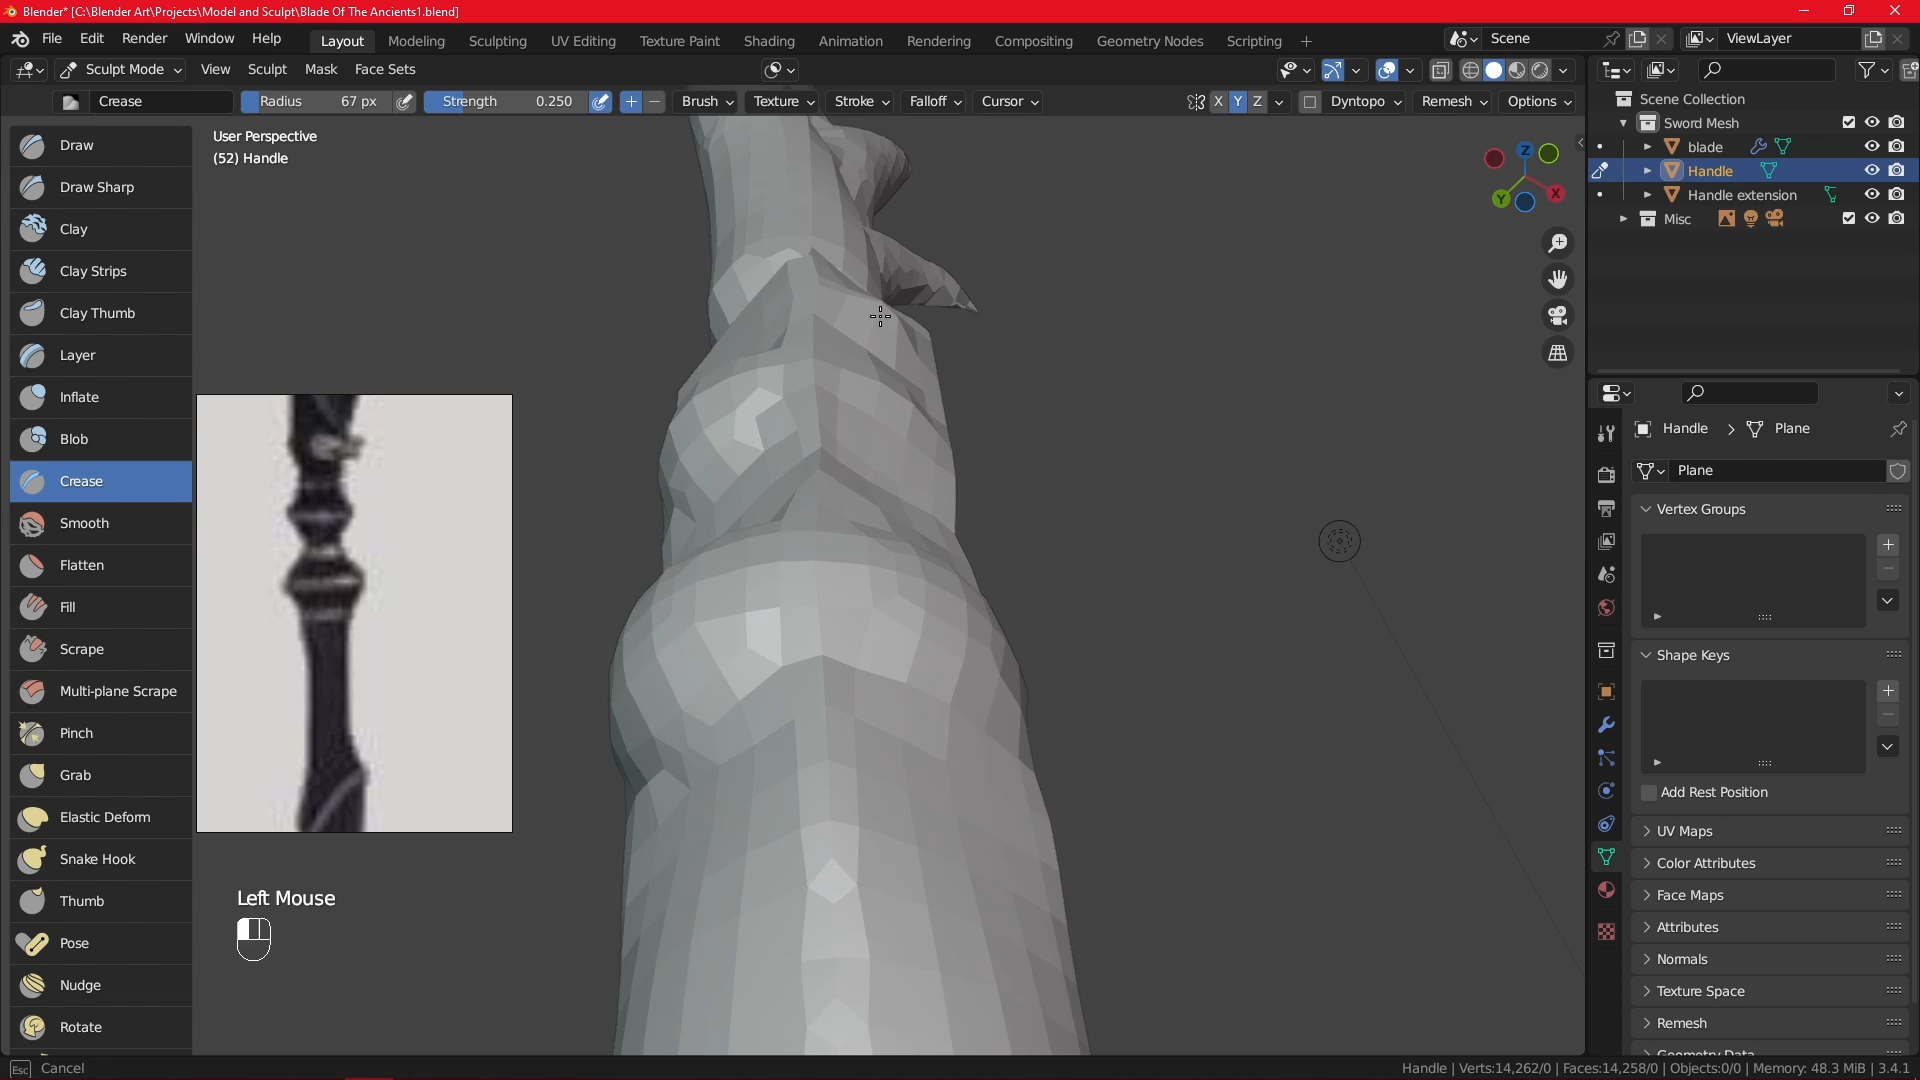 Blender* [C:\Blender Art\Projects\Model and Sculpt\Blade Of The Ancients1.blend]
File Edit Render Window Help
Layout Modeling Sculpting UV Editing Texture Paint Shading Animation Rendering Compositing Geometry Nodes Scripting +
Scene
ViewLayer
Sculpt Mode View Sculpt Mask Face Sets
Crease Radius 67 px Strength 0.250 Brush Texture Stroke Falloff Cursor X Y Z Dyntopo Remesh Options
Draw
Draw Sharp
Clay
Clay Strips
Clay Thumb
Layer
Inflate
Blob
Crease
Smooth
Flatten
Fill
Scrape
Multi-plane Scrape
Pinch
Grab
Elastic Deform
Snake Hook
Thumb
Pose
Nudge
Rotate
User Perspective
(52) Handle
Z
X
Y
Left Mouse
Scene Collection
Sword Mesh
blade
Handle
Handle extension
Misc
Handle > Plane
Plane
Vertex Groups
Shape Keys
Add Rest Position
UV Maps
Color Attributes
Face Maps
Attributes
Normals
Texture Space
Remesh
Geometry Data
Esc Cancel
Handle | Verts:14,262/0 | Faces:14,258/0 | Objects:0/0 | Memory: 48.3 MiB | 3.4.1